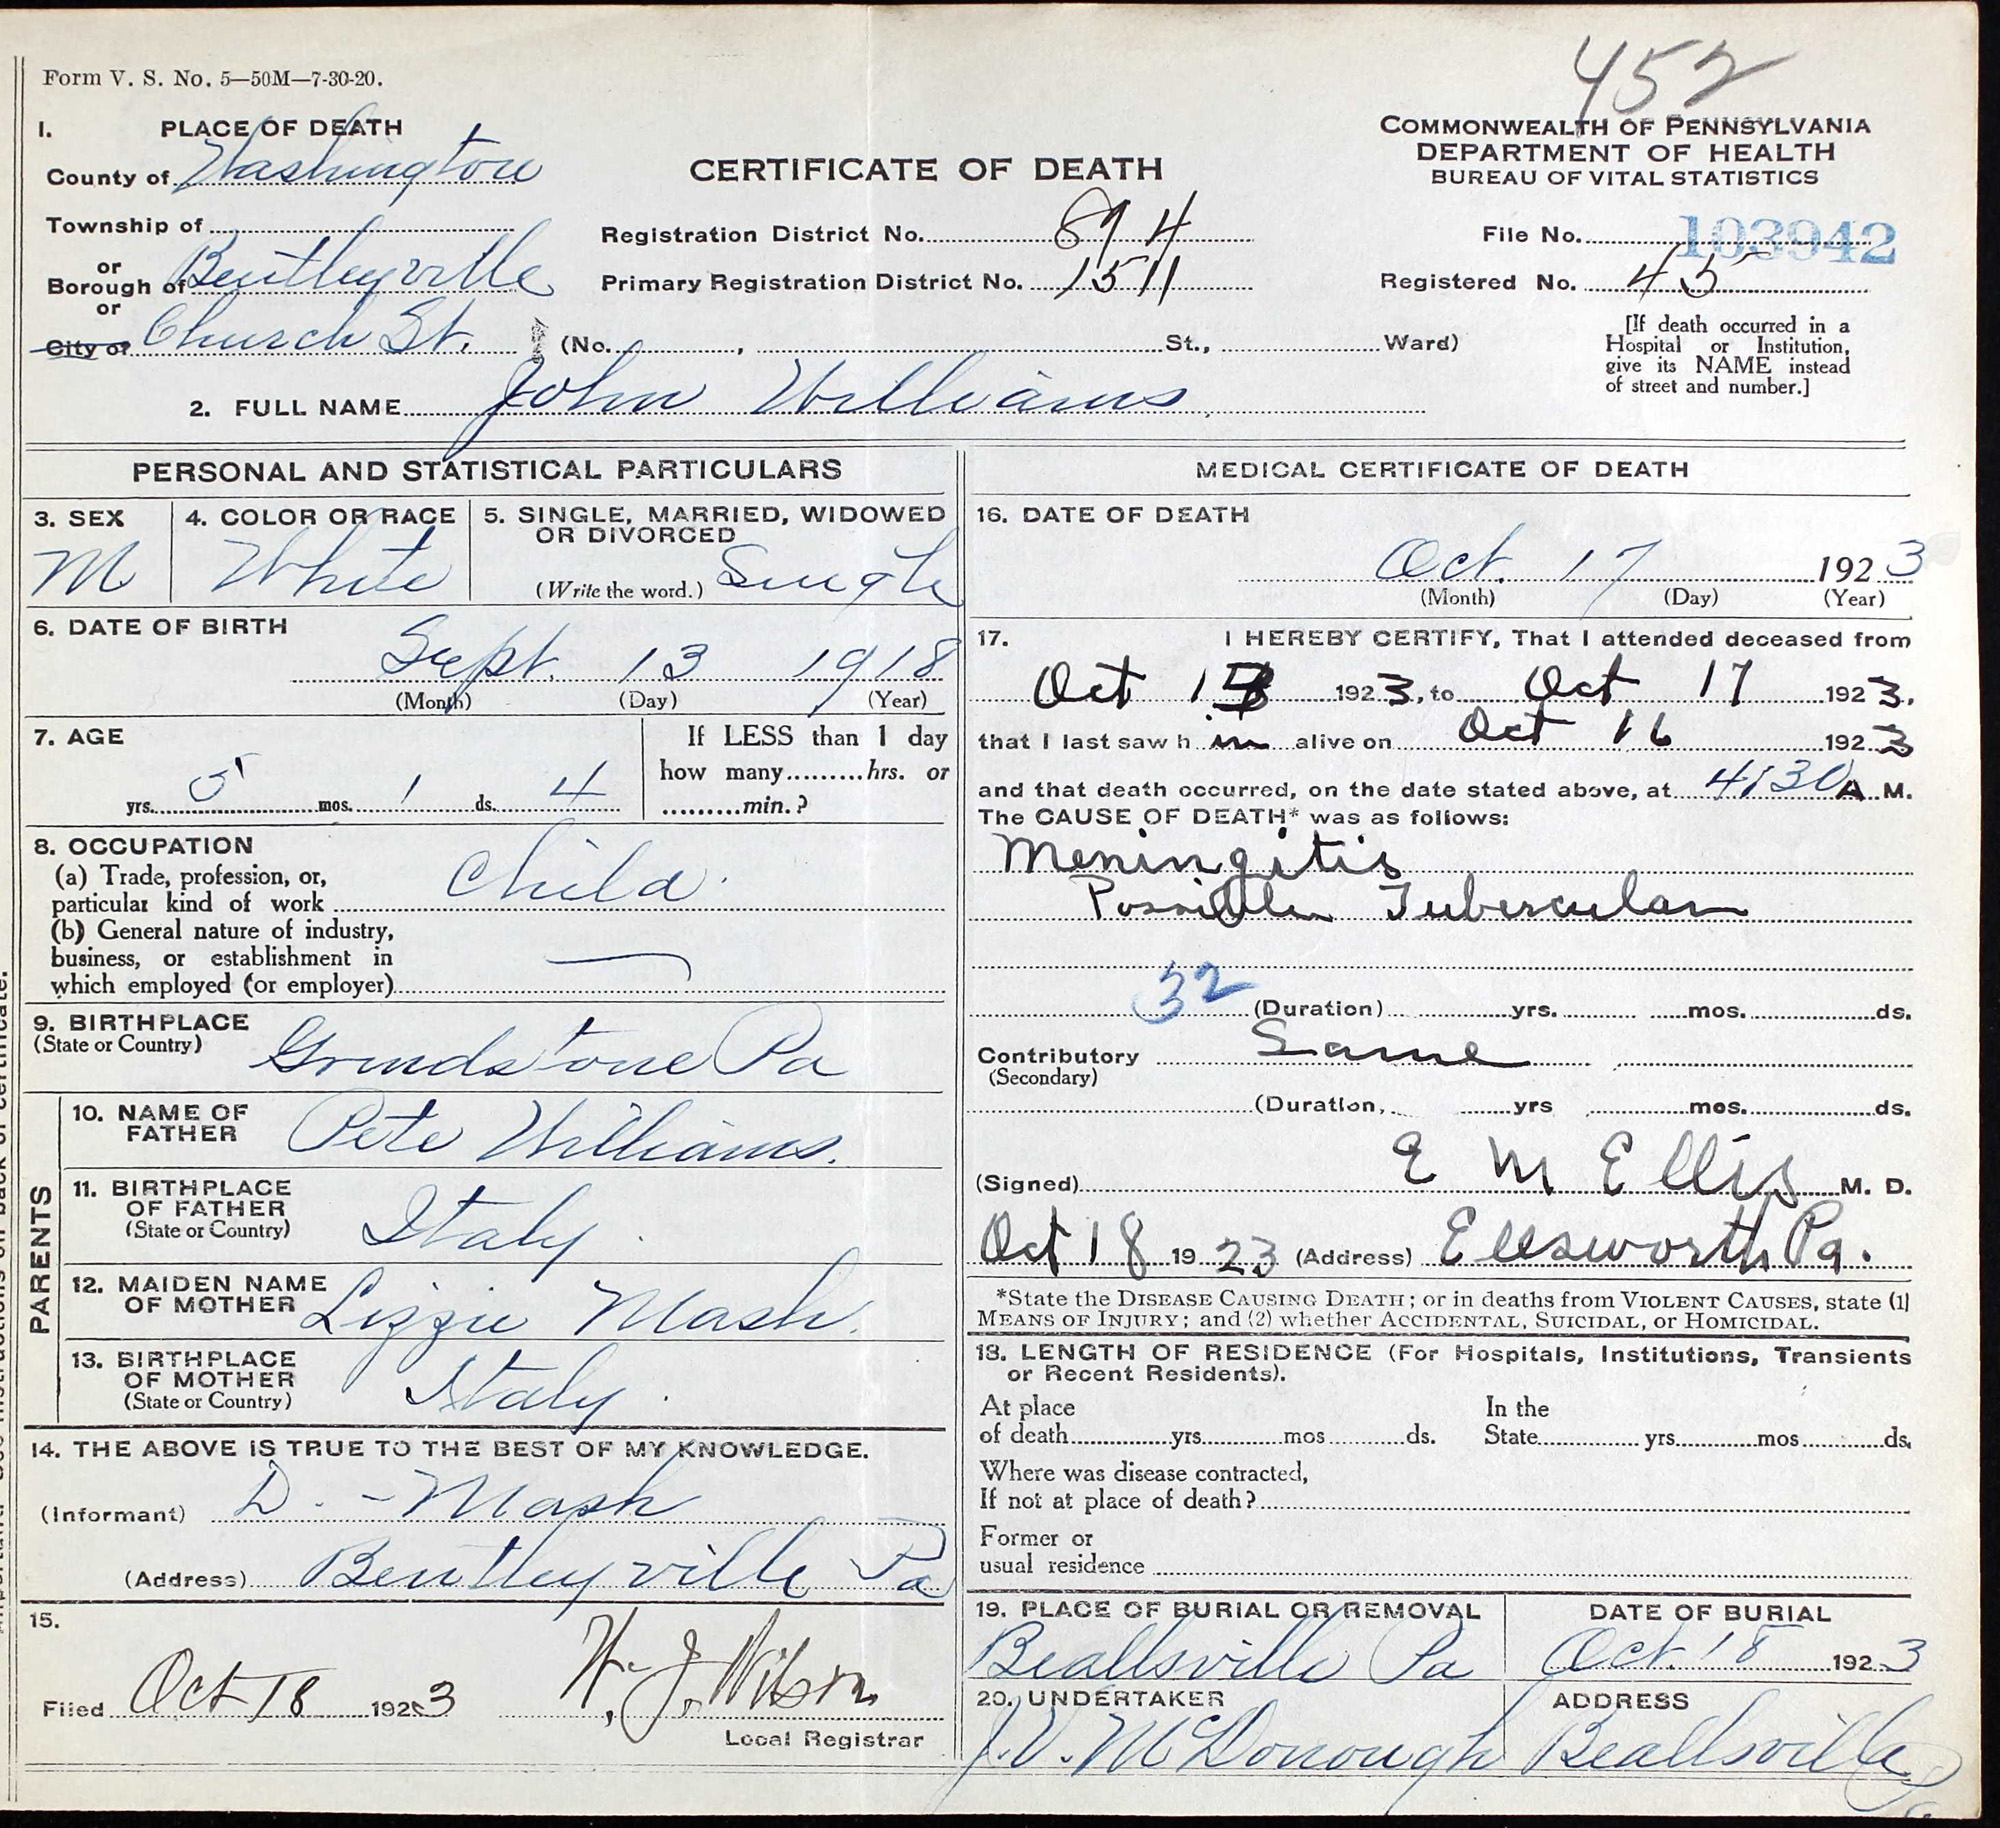 452
Form V. S. No. 5—50M—7-30-20.
1. PLACE OF DEATH
County of Washington
Township of
or
Borough of Bentleyville
or
City of Church St. (No. , St., Ward)
CERTIFICATE OF DEATH
Registration District No. 894
Primary Registration District No. 1511
COMMONWEALTH OF PENNSYLVANIA
DEPARTMENT OF HEALTH
BUREAU OF VITAL STATISTICS
File No. 103942
Registered No. 45
[If death occurred in a
Hospital or Institution,
give its NAME instead
of street and number.]
2. FULL NAME John Williams
PERSONAL AND STATISTICAL PARTICULARS
3. SEX M
4. COLOR OR RACE White
5. SINGLE, MARRIED, WIDOWED
OR DIVORCED
(Write the word.) Single
6. DATE OF BIRTH
Sept. 13 1918
(Month) (Day) (Year)
7. AGE
yrs. 5 mos. 1 ds. 4
If LESS than 1 day
how many.........hrs. or
.........min.?
8. OCCUPATION
(a) Trade, profession, or,
particular kind of work Child
(b) General nature of industry,
business, or establishment in
which employed (or employer)
9. BIRTHPLACE
(State or Country) Grindstone Pa
PARENTS
10. NAME OF
FATHER Pete Williams.
11. BIRTHPLACE
OF FATHER
(State or Country) Italy.
12. MAIDEN NAME
OF MOTHER Lizzie Mash.
13. BIRTHPLACE
OF MOTHER
(State or Country) Italy.
14. THE ABOVE IS TRUE TO THE BEST OF MY KNOWLEDGE.
(Informant) D. - Mash
(Address) Bentleyville Pa
15.
Filed Oct 18 1923 H. J. Wilson
Local Registrar
MEDICAL CERTIFICATE OF DEATH
16. DATE OF DEATH
Oct. 17 1923
(Month) (Day) (Year)
17. I HEREBY CERTIFY, That I attended deceased from
Oct 1923, to Oct 17 1923,
that I last saw h im alive on Oct 16 1923
and that death occurred, on the date stated above, at 4:30 A M.
The CAUSE OF DEATH* was as follows:
Meningitis
Tubercular
32 (Duration) yrs. mos. ds.
Contributory Same
(Secondary)
(Duration, yrs mos. ds.
(Signed) E M Ellis M. D.
Oct 18 1923 (Address) Ellsworth Pa.
*State the DISEASE CAUSING DEATH; or in deaths from VIOLENT CAUSES, state (1)
MEANS OF INJURY; and (2) whether ACCIDENTAL, SUICIDAL, or HOMICIDAL.
18. LENGTH OF RESIDENCE (For Hospitals, Institutions, Transients
or Recent Residents).
At place In the
of death yrs. mos ds. State yrs. mos ds.
Where was disease contracted,
If not at place of death?
Former or
usual residence
19. PLACE OF BURIAL OR REMOVAL
Beallsville Pa
DATE OF BURIAL
Oct. 18 1923
20. UNDERTAKER
J. V. McDonough
ADDRESS
Beallsville